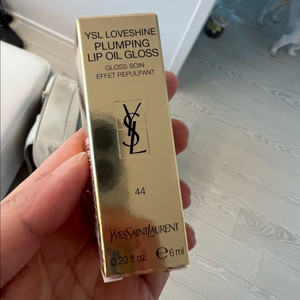 YSL LOVESHINE
PLUMPING
LIP OIL GLOSS
GLOSS SOIN
EFFET REPULPANT
YSL
44
YVESSAINTLAURENT
0.20 fl.oz. ℮ 6 ml